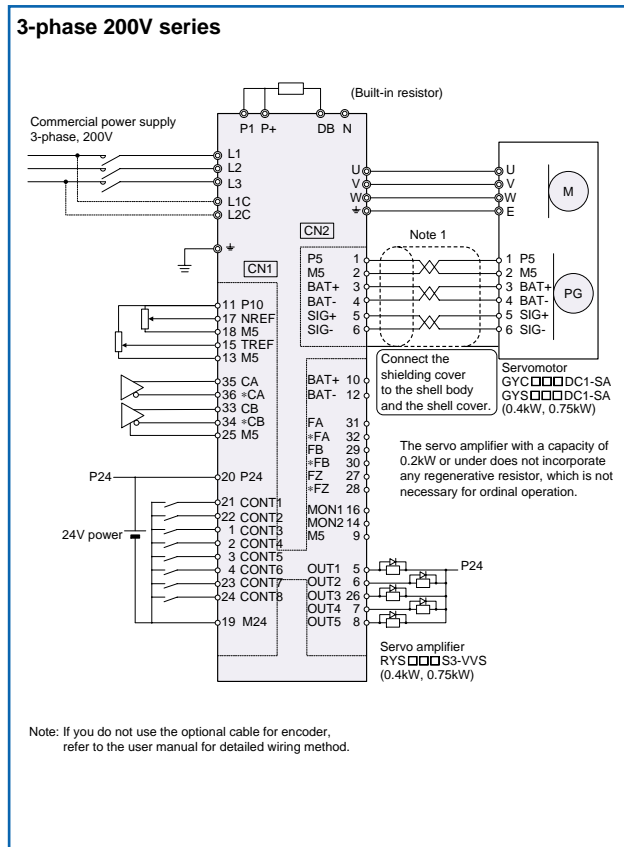 3-phase 200V series
(Built-in resistor)
Commercial power supply
3-phase, 200V
P1 P+ DB N
L1
L2
L3
L1C
L2C
U
V
W
U
V
W
E
M
CN2
Note 1
CN1
P5 1
M5 2
BAT+ 3
BAT- 4
SIG+ 5
SIG- 6
1 P5
2 M5
3 BAT+
4 BAT-
5 SIG+
6 SIG-
PG
11 P10
17 NREF
18 M5
15 TREF
13 M5
Connect the
shielding cover
to the shell body
and the shell cover.
Servomotor
GYC□□□DC1-SA
GYS□□□DC1-SA
(0.4kW, 0.75kW)
35 CA
36 *CA
33 CB
34 *CB
25 M5
BAT+ 10
BAT- 12
FA 31
*FA 32
FB 29
*FB 30
FZ 27
*FZ 28
The servo amplifier with a capacity of
0.2kW or under does not incorporate
any regenerative resistor, which is not
necessary for ordinal operation.
P24
20 P24
24V power
21 CONT1
22 CONT2
1 CONT3
2 CONT4
3 CONT5
4 CONT6
23 CONT7
24 CONT8
19 M24
MON1 16
MON2 14
M5 9
OUT1 5
OUT2 6
OUT3 26
OUT4 7
OUT5 8
P24
Servo amplifier
RYS□□□S3-VVS
(0.4kW, 0.75kW)
Note: If you do not use the optional cable for encoder,
refer to the user manual for detailed wiring method.